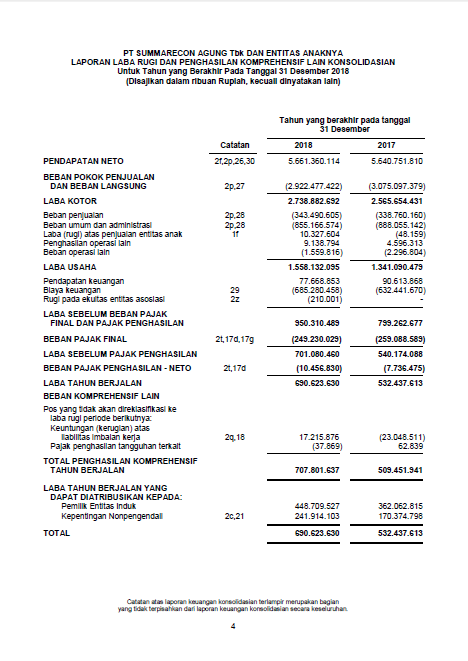 PT SUMMARECON AGUNG Tbk DAN ENTITAS ANAKNYA
LAPORAN LABA RUGI DAN PENGHASILAN KOMPREHENSIF LAIN KONSOLIDASIAN
Untuk Tahun yang Berakhir Pada Tanggal 31 Desember 2018
(Disajikan dalam ribuan Rupiah, kecuali dinyatakan lain)
Tahun yang berakhir pada tanggal
31 Desember
Catatan 2018 2017
PENDAPATAN NETO 2f,2p,26,30 5.661.360.114 5.640.751.810
BEBAN POKOK PENJUALAN
DAN BEBAN LANGSUNG 2p,27 (2.922.477.422) (3.075.097.379)
LABA KOTOR 2.738.882.692 2.565.654.431
Beban penjualan 2p,28 (343.490.605) (338.760.160)
Beban umum dan administrasi 2p,28 (855.166.574) (888.055.142)
Laba (rugi) atas penjualan entitas anak 1f 10.327.604 (48.159)
Penghasilan operasi lain 9.138.794 4.596.313
Beban operasi lain (1.559.816) (2.296.804)
LABA USAHA 1.558.132.095 1.341.090.479
Pendapatan keuangan 77.668.853 90.613.868
Biaya keuangan 29 (685.280.458) (632.441.670)
Rugi pada ekuitas entitas asosiasi 2z (210.001) -
LABA SEBELUM BEBAN PAJAK
FINAL DAN PAJAK PENGHASILAN 950.310.489 799.262.677
BEBAN PAJAK FINAL 2t,17d,17g (249.230.029) (259.088.589)
LABA SEBELUM PAJAK PENGHASILAN 701.080.460 540.174.088
BEBAN PAJAK PENGHASILAN - NETO 2t,17d (10.456.830) (7.736.475)
LABA TAHUN BERJALAN 690.623.630 532.437.613
BEBAN KOMPREHENSIF LAIN
Pos yang tidak akan direklasifikasi ke
laba rugi periode berikutnya:
Keuntungan (kerugian) atas
liabilitas imbalan kerja 2q,18 17.215.876 (23.048.511)
Pajak penghasilan tangguhan terkait (37.869) 62.839
TOTAL PENGHASILAN KOMPREHENSIF
TAHUN BERJALAN 707.801.637 509.451.941
LABA TAHUN BERJALAN YANG
DAPAT DIATRIBUSIKAN KEPADA:
Pemilik Entitas Induk 448.709.527 362.062.815
Kepentingan Nonpengendali 2c,21 241.914.103 170.374.798
TOTAL 690.623.630 532.437.613
Catatan atas laporan keuangan konsolidasian terlampir merupakan bagian
yang tidak terpisahkan dari laporan keuangan konsolidasian secara keseluruhan.
4